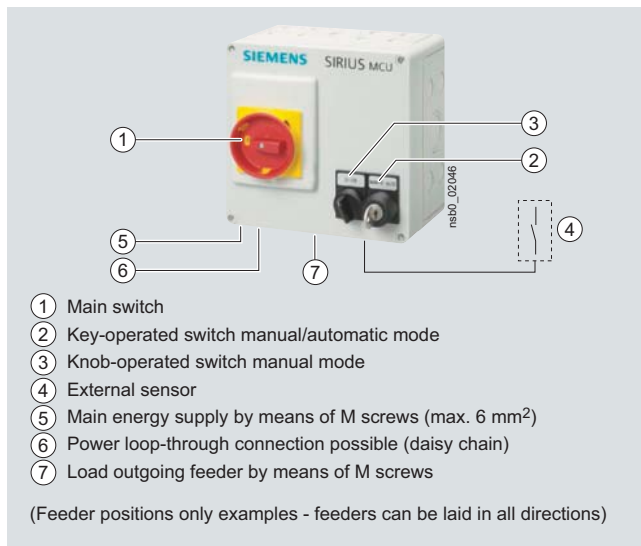 SIEMENS SIRIUS MCU
1
3
2
nsb0_02046
4
5
6
7
1 Main switch
2 Key-operated switch manual/automatic mode
3 Knob-operated switch manual mode
4 External sensor
5 Main energy supply by means of M screws (max. 6 mm²)
6 Power loop-through connection possible (daisy chain)
7 Load outgoing feeder by means of M screws
(Feeder positions only examples - feeders can be laid in all directions)